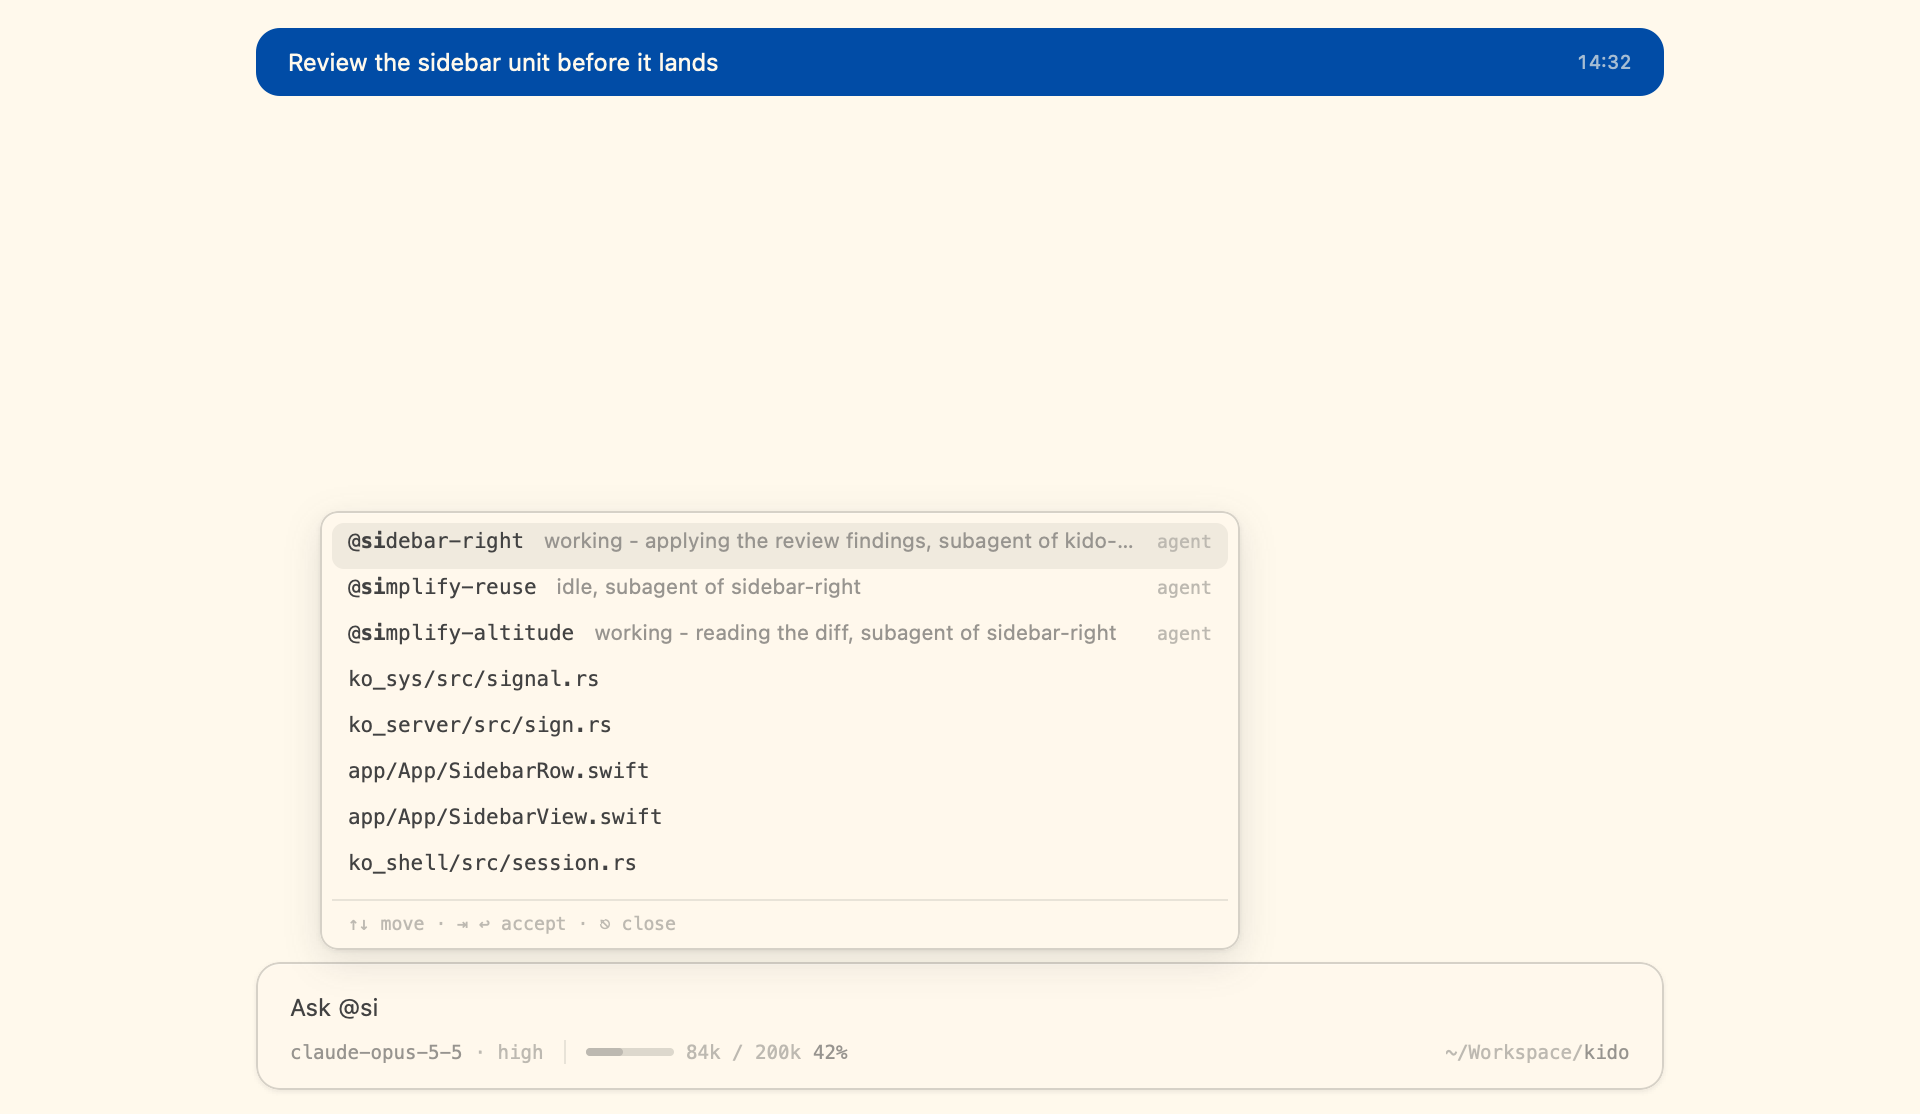 Review the sidebar unit before it lands 14:32
@sidebar-right working - applying the review findings, subagent of kido-... agent
@simplify-reuse idle, subagent of sidebar-right agent
@simplify-altitude working - reading the diff, subagent of sidebar-right agent
ko_sys/src/signal.rs
ko_server/src/sign.rs
app/App/SidebarRow.swift
app/App/SidebarView.swift
ko_shell/src/session.rs
↑↓ move · ⇥ ↩ accept · ⎋ close
Ask @si
claude-opus-5-5 · high 84k / 200k 42% ~/Workspace/kido